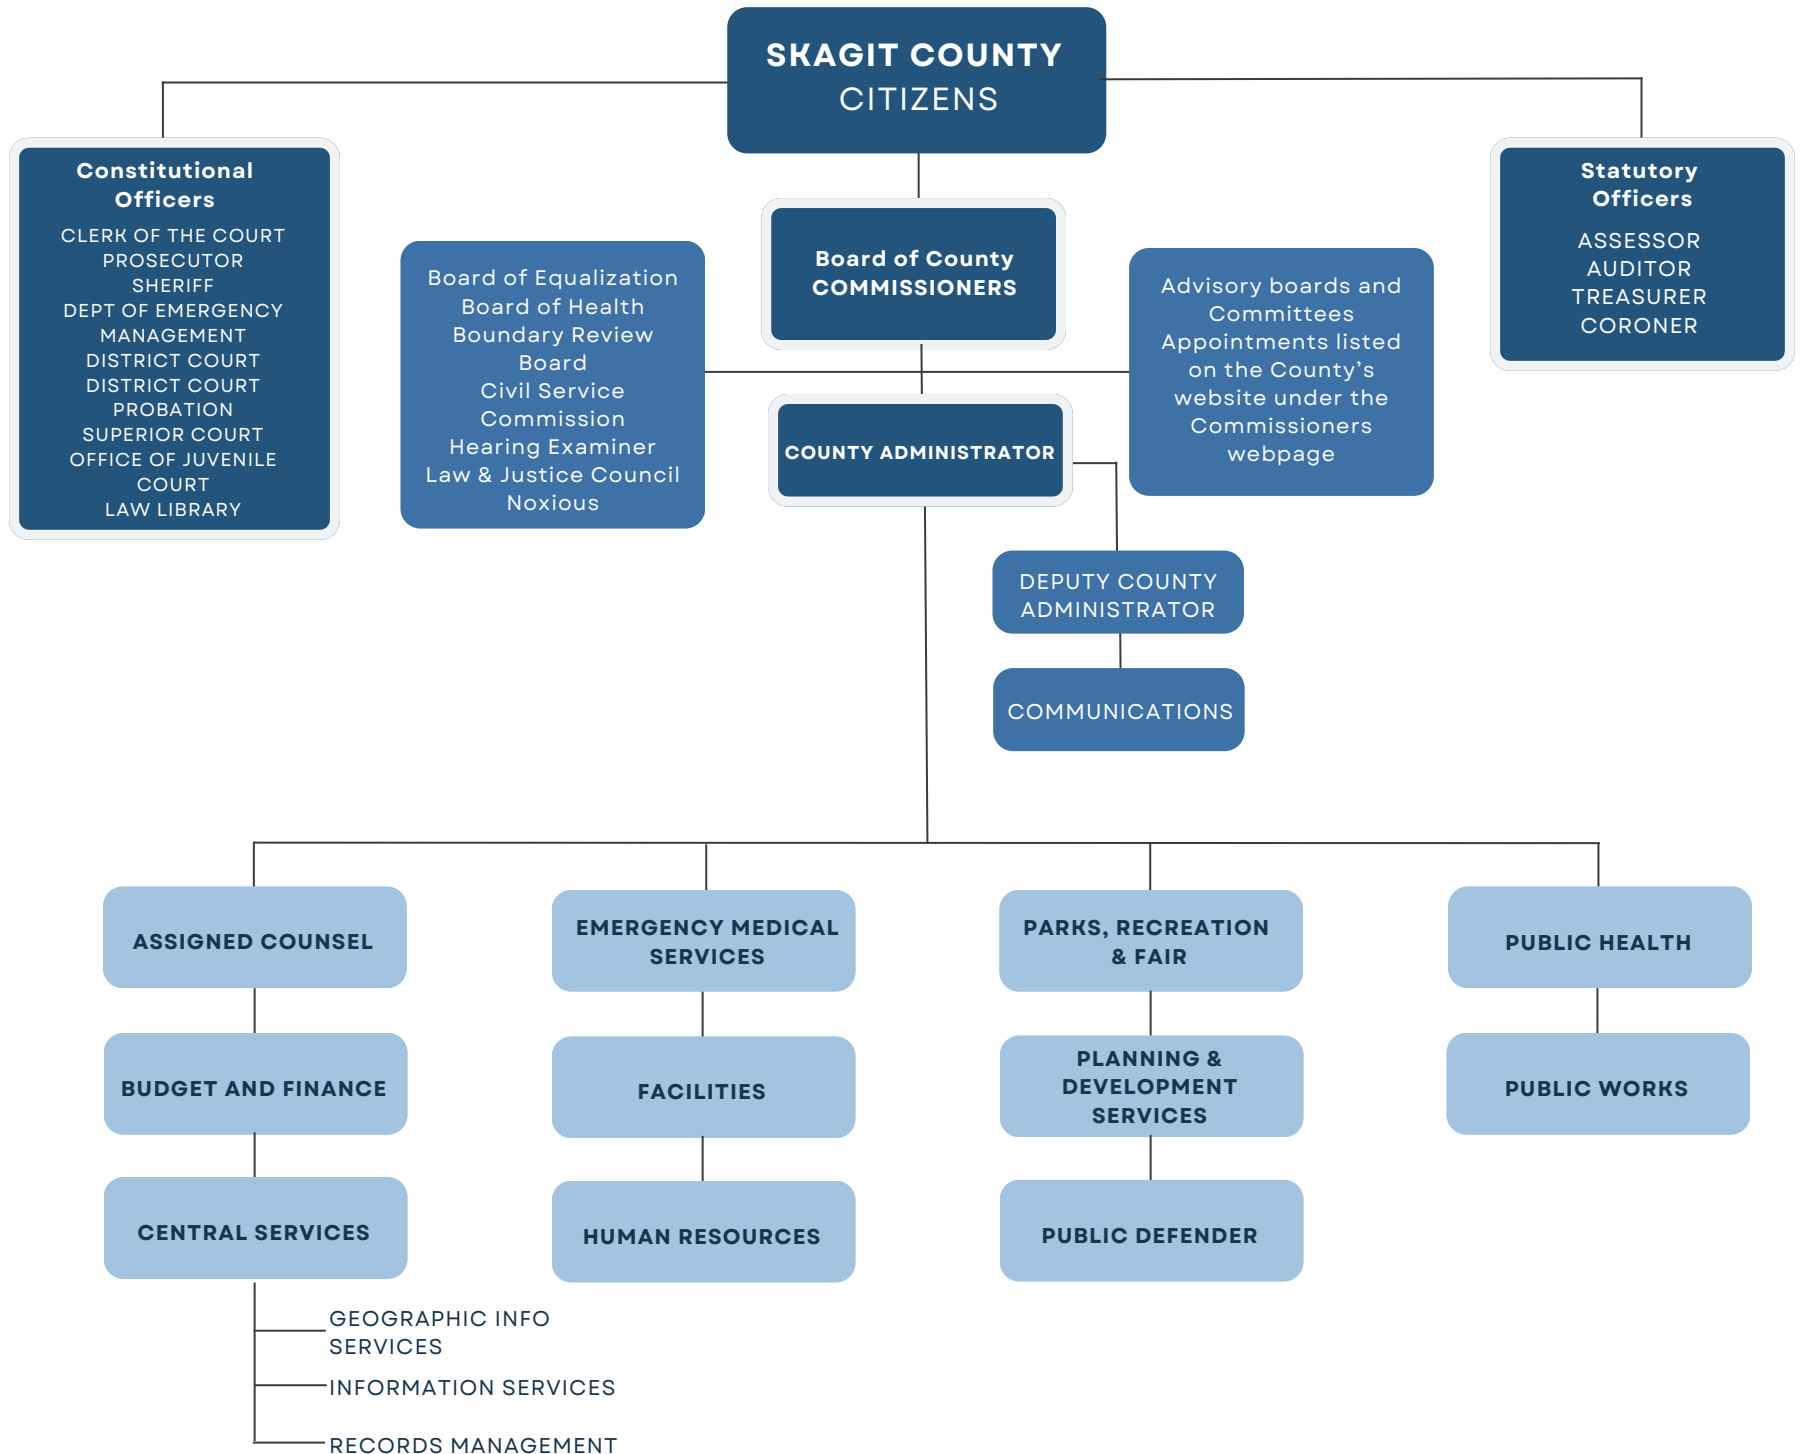 SKAGIT COUNTY
CITIZENS
Constitutional
Officers
CLERK OF THE COURT
PROSECUTOR
SHERIFF
DEPT OF EMERGENCY
MANAGEMENT
DISTRICT COURT
DISTRICT COURT
PROBATION
SUPERIOR COURT
OFFICE OF JUVENILE
COURT
LAW LIBRARY
Board of Equalization
Board of Health
Boundary Review
Board
Civil Service
Commission
Hearing Examiner
Law & Justice Council
Noxious
Board of County
COMMISSIONERS
COUNTY ADMINISTRATOR
Advisory boards and
Committees
Appointments listed
on the County’s
website under the
Commissioners
webpage
Statutory
Officers
ASSESSOR
AUDITOR
TREASURER
CORONER
DEPUTY COUNTY
ADMINISTRATOR
COMMUNICATIONS
ASSIGNED COUNSEL
BUDGET AND FINANCE
CENTRAL SERVICES
GEOGRAPHIC INFO
SERVICES
INFORMATION SERVICES
RECORDS MANAGEMENT
EMERGENCY MEDICAL
SERVICES
FACILITIES
HUMAN RESOURCES
PARKS, RECREATION
& FAIR
PLANNING &
DEVELOPMENT
SERVICES
PUBLIC DEFENDER
PUBLIC HEALTH
PUBLIC WORKS